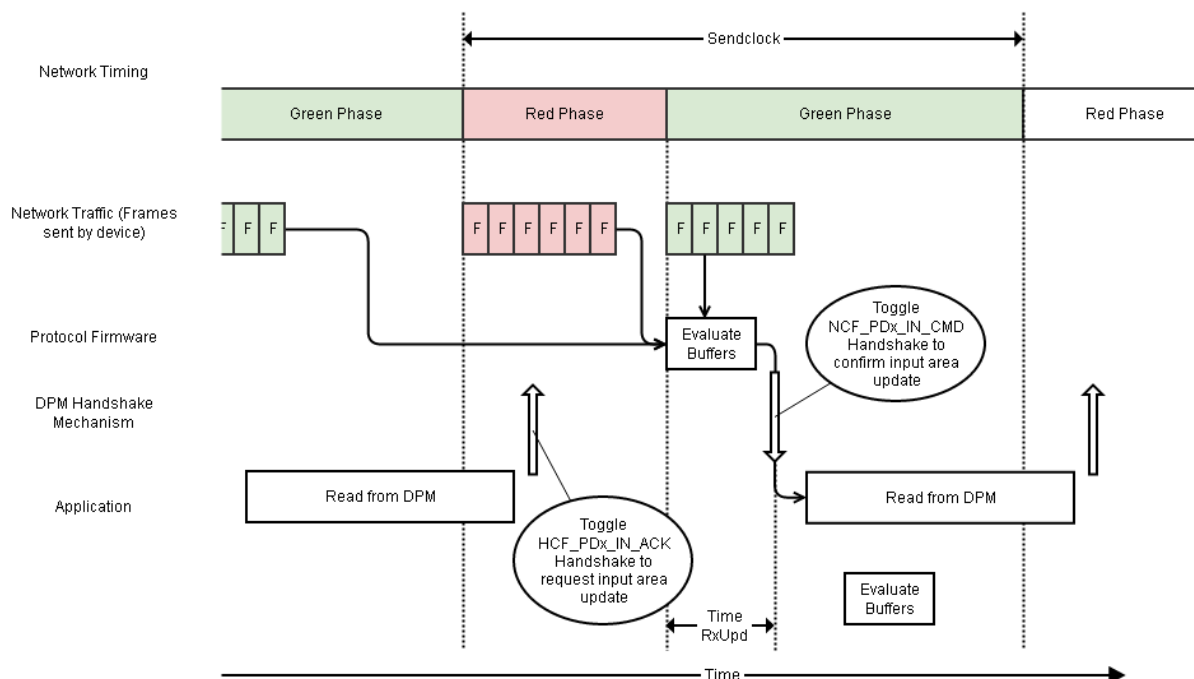 Sendclock
Network Timing
Green Phase
Red Phase
Green Phase
Red Phase
Network Traffic (Frames
sent by device)
F F F
F F F F F F
F F F F F
Protocol Firmware
Evaluate
Buffers
Toggle
NCF_PDx_IN_CMD
Handshake to
confirm input area
update
DPM Handshake
Mechanism
Application
Read from DPM
Read from DPM
Toggle
HCF_PDx_IN_ACK
Handshake to
request input area
update
Evaluate
Buffers
Time
RxUpd
Time